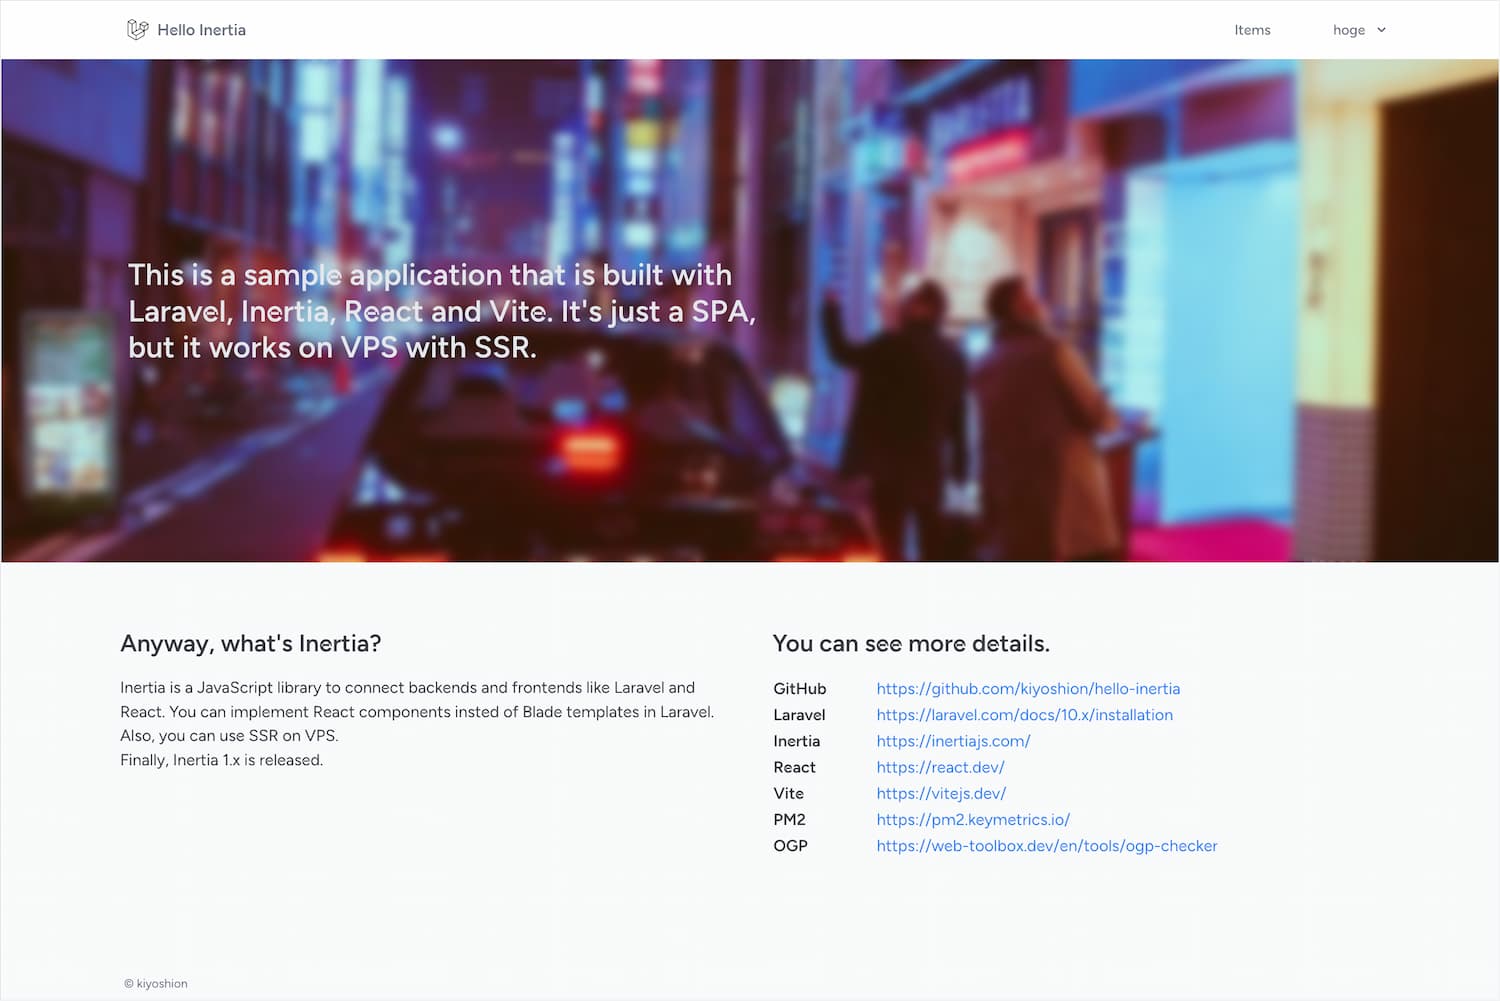 Hello Inertia
Items
hoge
This is a sample application that is built with
Laravel, Inertia, React and Vite. It's just a SPA,
but it works on VPS with SSR.
Anyway, what's Inertia?
Inertia is a JavaScript library to connect backends and frontends like Laravel and
React. You can implement React components insted of Blade templates in Laravel.
Also, you can use SSR on VPS.
Finally, Inertia 1.x is released.
You can see more details.
GitHub https://github.com/kiyoshion/hello-inertia
Laravel https://laravel.com/docs/10.x/installation
Inertia https://inertiajs.com/
React https://react.dev/
Vite https://vitejs.dev/
PM2 https://pm2.keymetrics.io/
OGP https://web-toolbox.dev/en/tools/ogp-checker
© kiyoshion